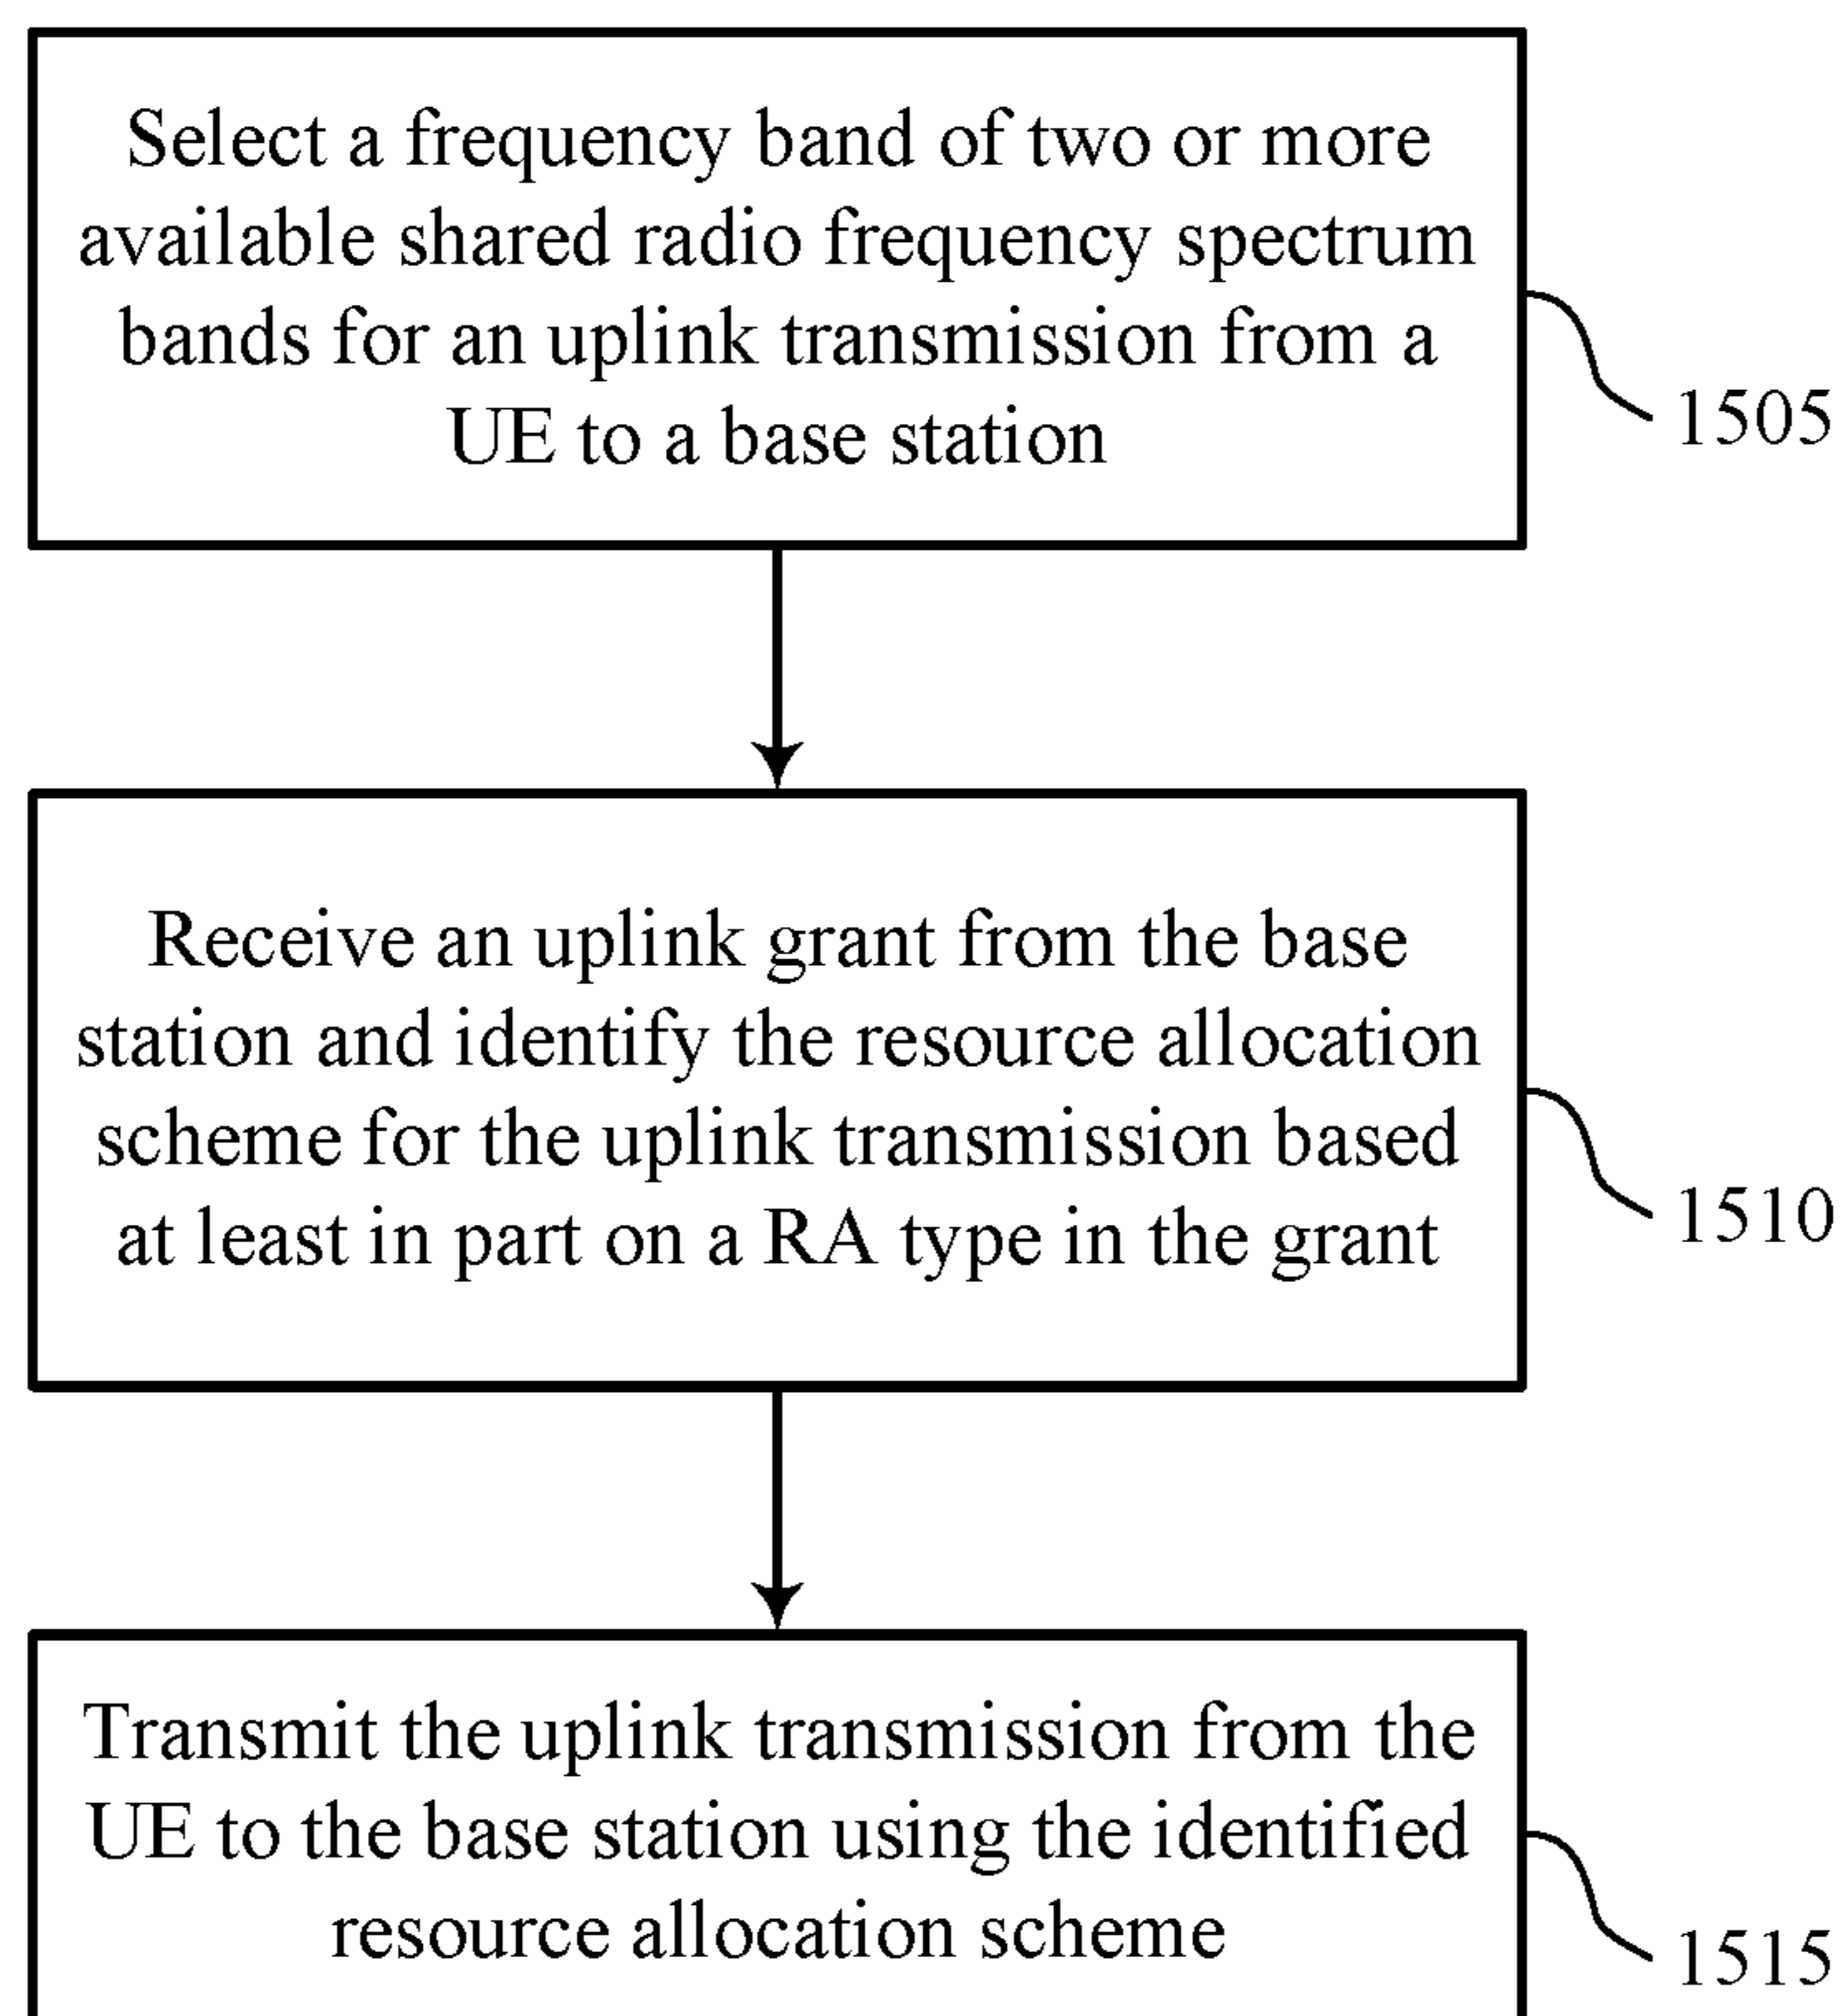 Select a frequency band of two or more
available shared radio frequency spectrum
bands for an uplink transmission from a
UE to a base station
1505
Receive an uplink grant from the base
station and identify the resource allocation
scheme for the uplink transmission based
at least in part on a RA type in the grant
1510
Transmit the uplink transmission from the
UE to the base station using the identified
resource allocation scheme
1515